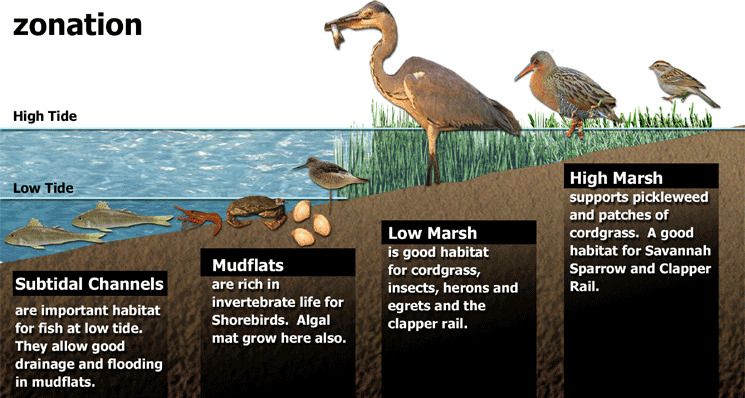 zonation
High Tide
Low Tide
Subtidal Channels
are important habitat
for fish at low tide.
They allow good
drainage and flooding
in mudflats.
Mudflats
are rich in
invertebrate life for
Shorebirds.  Algal
mat grow here also.
Low Marsh
is good habitat
for cordgrass,
insects, herons and
egrets and the
clapper rail.
High Marsh
supports pickleweed
and patches of
cordgrass.  A good
habitat for Savannah
Sparrow and Clapper
Rail.